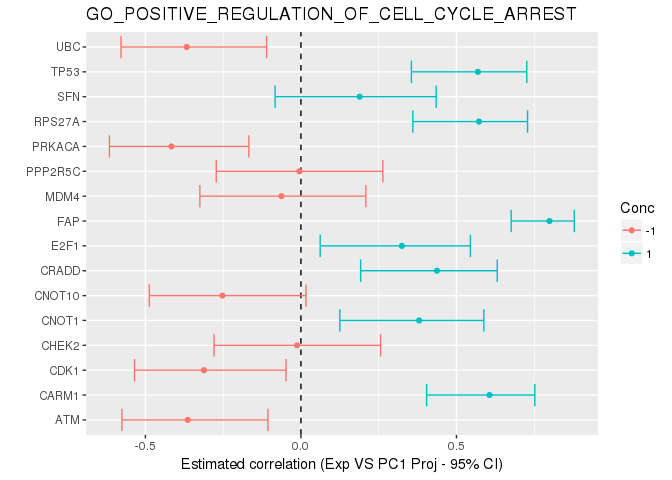 GO_POSITIVE_REGULATION_OF_CELL_CYCLE_ARREST
UBC
TP53
SFN
RPS27A
PRKACA
PPP2R5C
MDM4
FAP
E2F1
CRADD
CNOT10
CNOT1
CHEK2
CDK1
CARM1
ATM
-0.5
0.0
0.5
Estimated correlation (Exp VS PC1 Proj - 95% CI)
Conc
-1
1